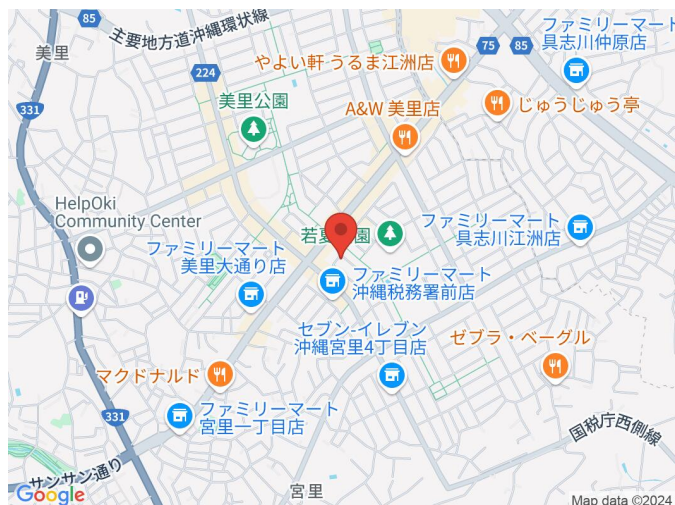 85
主要地方道沖縄環状線
美里
やよい軒 うるま江洲店
75
85
ファミリーマート
具志川仲原店
224
331
美里公園
A&W 美里店
じゅうじゅう亭
HelpOki
Community Center
若夏公園
ファミリーマート
具志川江洲店
ファミリーマート
美里大通り店
ファミリーマート
沖縄税務署前店
セブン-イレブン
沖縄宮里4丁目店
ゼブラ・ベーグル
マクドナルド
331
ファミリーマート
宮里一丁目店
国税庁西側線
サンサン通り
宮里
Google
Map data ©2024